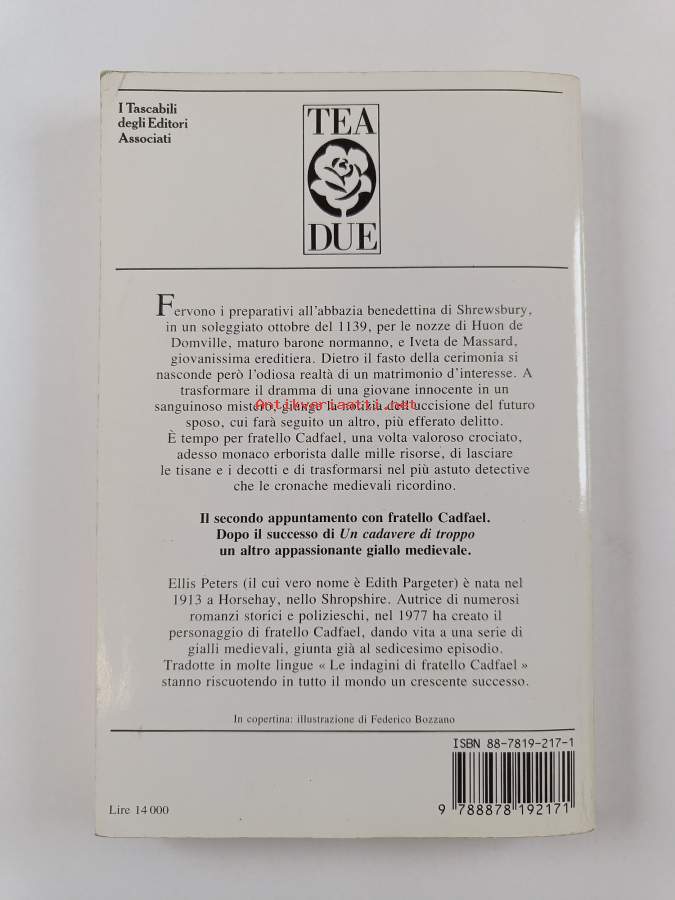 I Tascabili
degli Editori
Associati
TEA
DUE
Fervono i preparativi all'abbazia benedettina di Shrewsbury,
in un soleggiato ottobre del 1139, per le nozze di Huon de
Domville, maturo barone normanno, e Iveta de Massard,
giovanissima ereditiera. Dietro il fasto della cerimonia si
nasconde però l'odiosa realtà di un matrimonio d'interesse. A
trasformare il dramma di una giovane innocente in un
Antikvariaatti.net
sanguinoso mistero, giunge la notizia dell'uccisione del futuro
sposo, cui farà seguito un altro, più efferato delitto.
È tempo per fratello Cadfael, una volta valoroso crociato,
adesso monaco erborista dalle mille risorse, di lasciare
le tisane e i decotti e di trasformarsi nel più astuto detective
che le cronache medievali ricordino.
Il secondo appuntamento con fratello Cadfael.
Dopo il successo di Un cadavere di troppo
un altro appassionante giallo medievale.
Ellis Peters (il cui vero nome è Edith Pargeter) è nata nel
1913 a Horsehay, nello Shropshire. Autrice di numerosi
romanzi storici e polizieschi, nel 1977 ha creato il
personaggio di fratello Cadfael, dando vita a una serie di
gialli medievali, giunta già al sedicesimo episodio.
Tradotte in molte lingue « Le indagini di fratello Cadfael »
stanno riscuotendo in tutto il mondo un crescente successo.
In copertina: illustrazione di Federico Bozzano
ISBN 88-7819-217-1
9 788878 192171
Lire 14 000